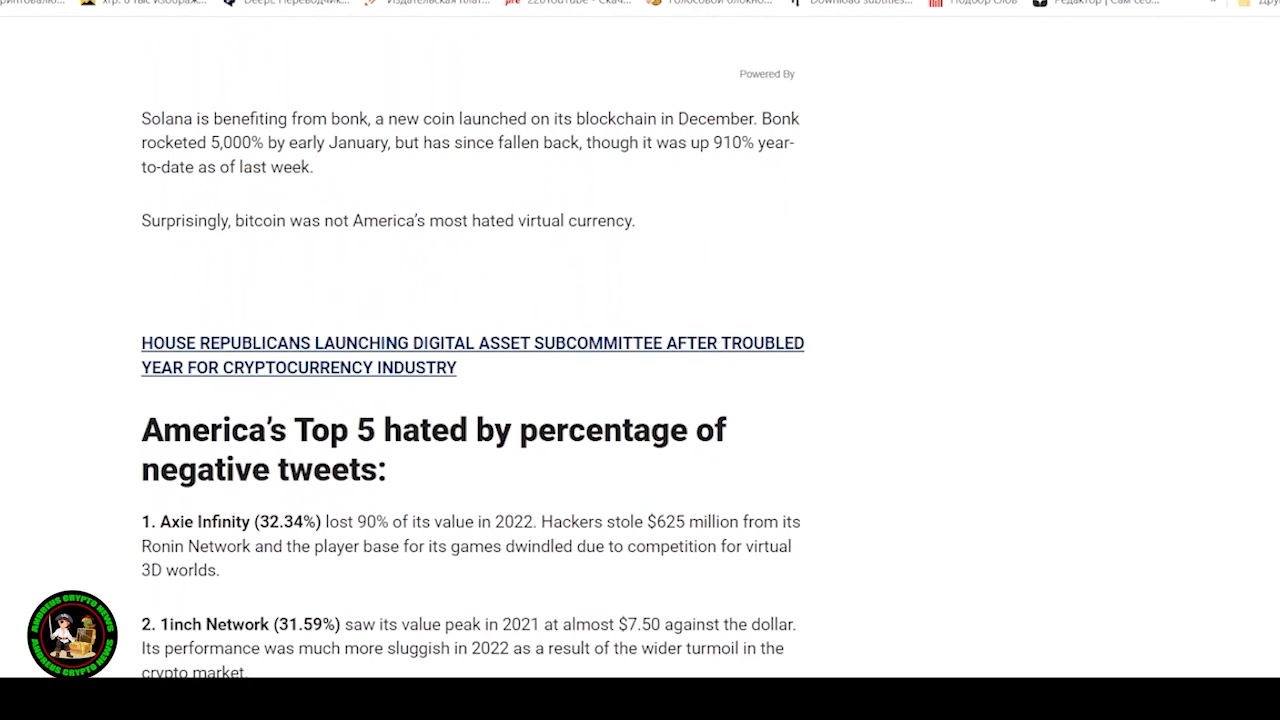 Powered By
Solana is benefiting from bonk, a new coin launched on its blockchain in December. Bonk
rocketed 5,000% by early January, but has since fallen back, though it was up 910% year-
to-date as of last week.
Surprisingly, bitcoin was not America’s most hated virtual currency.
HOUSE REPUBLICANS LAUNCHING DIGITAL ASSET SUBCOMMITTEE AFTER TROUBLED
YEAR FOR CRYPTOCURRENCY INDUSTRY
America’s Top 5 hated by percentage of
negative tweets:
1. Axie Infinity (32.34%) lost 90% of its value in 2022. Hackers stole $625 million from its
Ronin Network and the player base for its games dwindled due to competition for virtual
3D worlds.
2. 1inch Network (31.59%) saw its value peak in 2021 at almost $7.50 against the dollar.
Its performance was much more sluggish in 2022 as a result of the wider turmoil in the
crypto market.
ANDREUS CRYPTO NEWS
ANDREUS CRYPTO NEWS